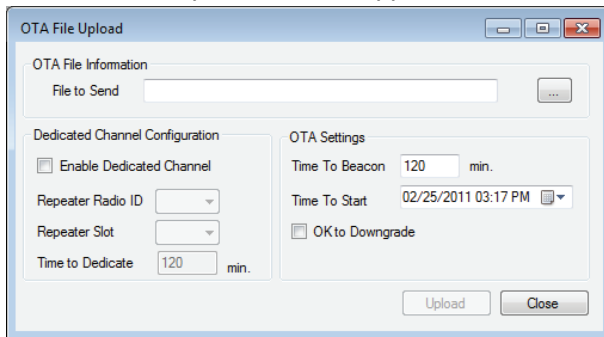 OTA File Upload
OTA File Information
File to Send
...
Dedicated Channel Configuration
Enable Dedicated Channel
Repeater Radio ID
Repeater Slot
Time to Dedicate 120 min.
OTA Settings
Time To Beacon 120 min.
Time To Start 02/25/2011 03:17 PM
OK to Downgrade
Upload Close